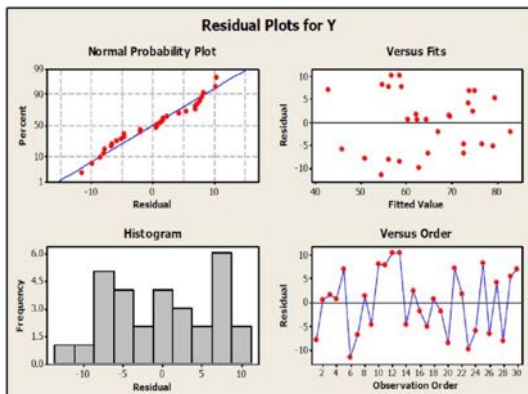 Residual Plots for Y
Normal Probability Plot
Versus Fits
99
90
50
10
1
Percent
-10
0
10
Residual
10
5
0
-5
-10
Residual
40
50
60
70
80
Fitted Value
Histogram
Versus Order
6.0
4.5
3.0
1.5
0.0
Frequency
-10
-5
0
5
10
Residual
10
5
0
-5
-10
Residual
2 4 6 8 10 12 14 16 18 20 22 24 26 28 30
Observation Order